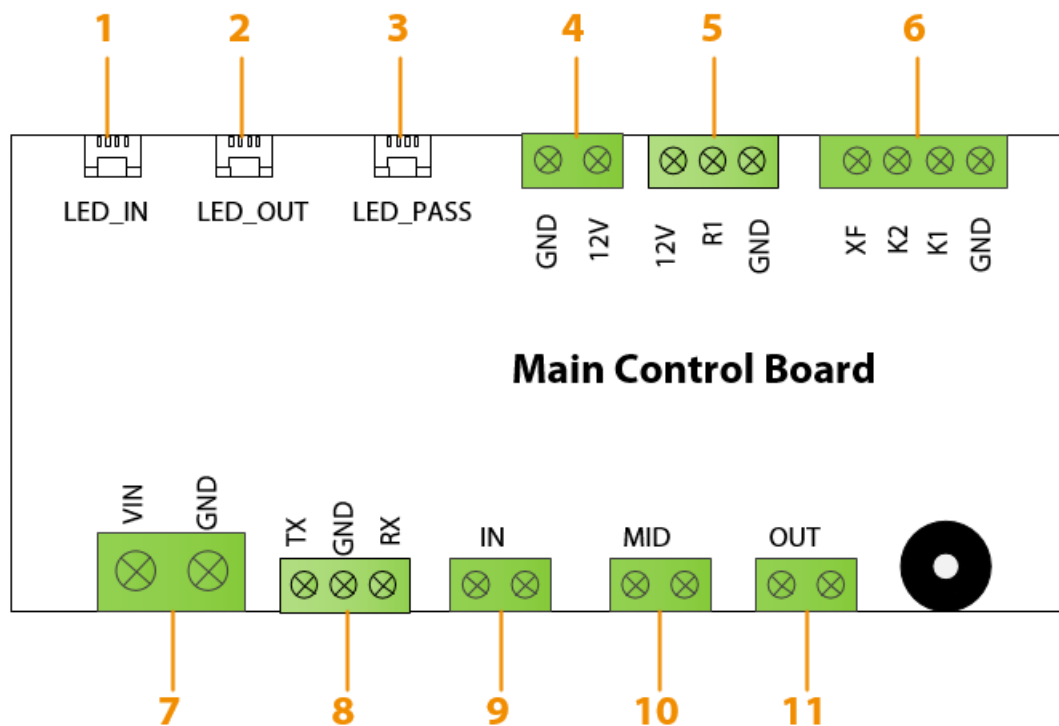 1 2 3 4 5 6
LED_IN LED_OUT LED_PASS
GND 12V 12V R1 GND XF K2 K1 GND
Main Control Board
VIN GND TX GND RX IN MID OUT
7 8 9 10 11